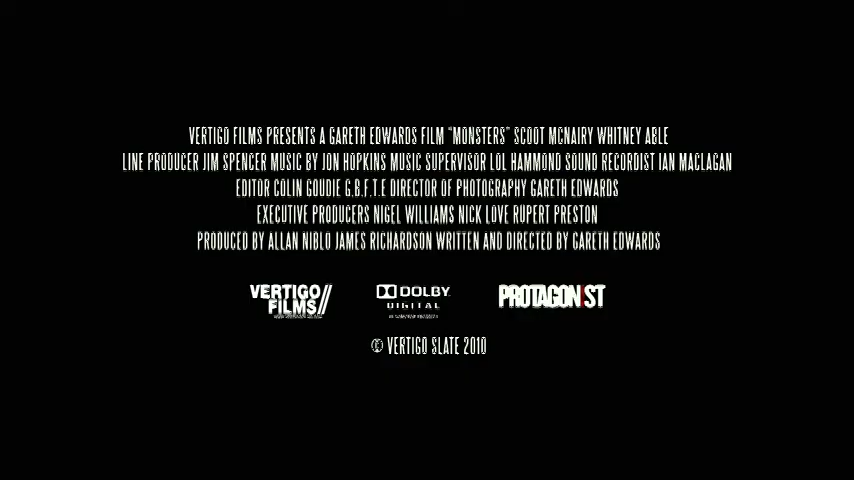 VERTIGO FILMS PRESENTS A GARETH EDWARDS FILM "MONSTERS" SCOOT MCNAIRY WHITNEY ABLE
LINE PRODUCER JIM SPENCER MUSIC BY JON HOPKINS MUSIC SUPERVISOR LOL HAMMOND SOUND RECORDIST IAN MACLAGAN
EDITOR COLIN GOUDIE G.B.F.T.E DIRECTOR OF PHOTOGRAPHY GARETH EDWARDS
EXECUTIVE PRODUCERS NIGEL WILLIAMS NICK LOVE RUPERT PRESTON
PRODUCED BY ALLAN NIBLO JAMES RICHARDSON WRITTEN AND DIRECTED BY GARETH EDWARDS
VERTIGO FILMS// DOLBY DIGITAL PROTAGONIST
© VERTIGO SLATE 2010